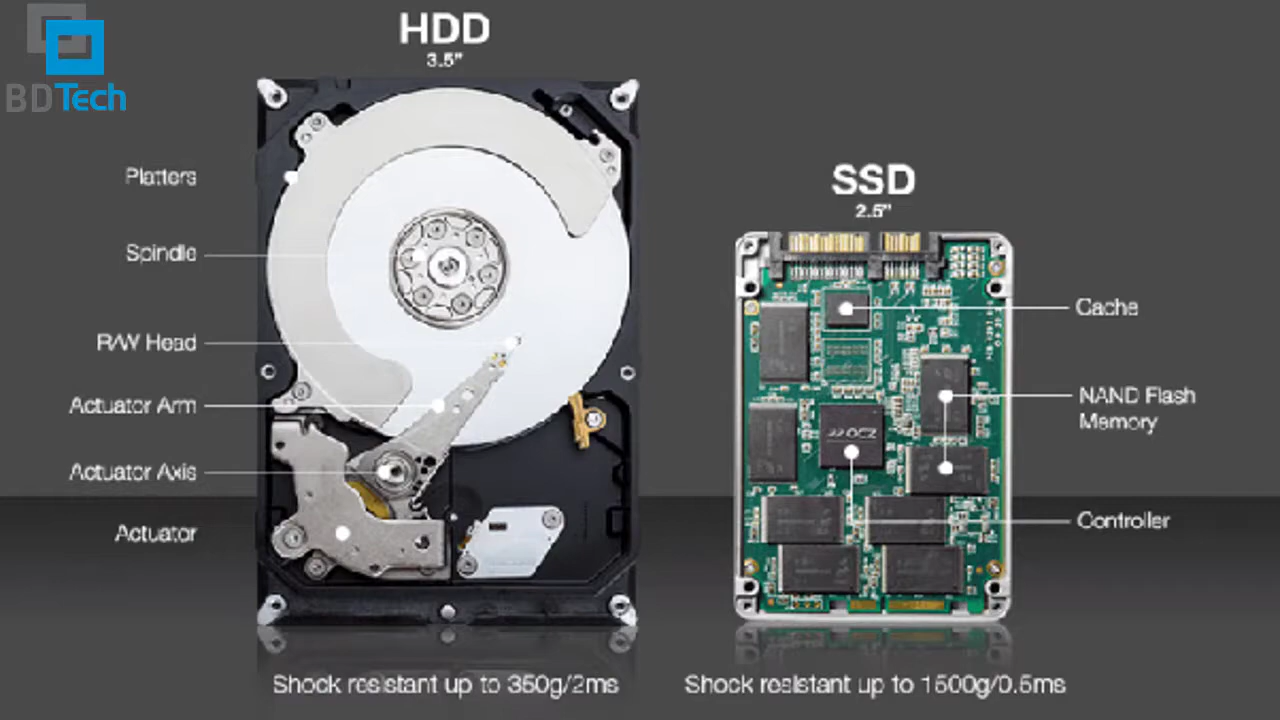 BDTech
HDD
3.5"
Platters
Spindle
R/W Head
Actuator Arm
Actuator Axis
Actuator
Shock resistant up to 350g/2ms
SSD
2.5"
Cache
NAND Flash
Memory
Controller
OCZ
Shock resistant up to 1500g/0.5ms